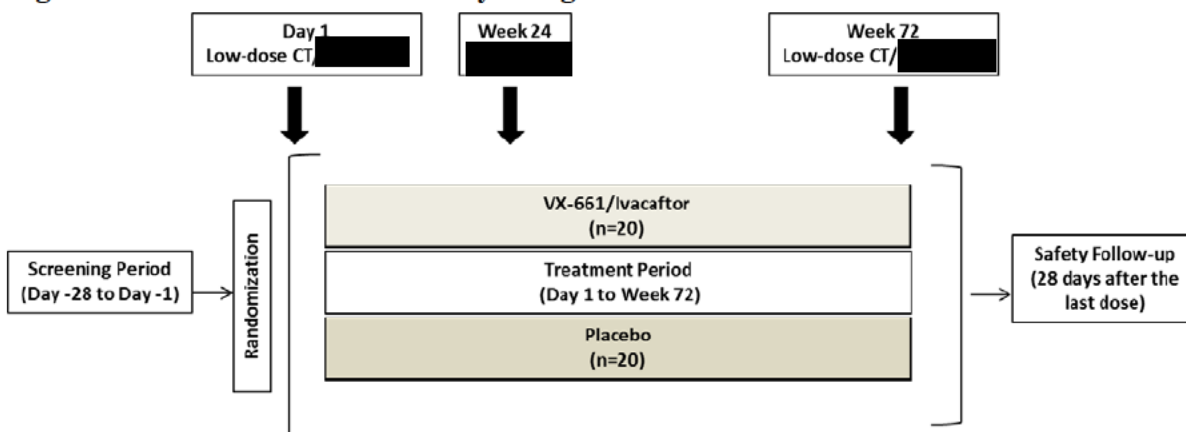 Day 1
Low-dose CT/
Week 24
Week 72
Low-dose CT/
Screening Period
(Day -28 to Day -1)
Randomization
VX-661/Ivacaftor
(n=20)
Treatment Period
(Day 1 to Week 72)
Placebo
(n=20)
Safety Follow-up
(28 days after the
last dose)